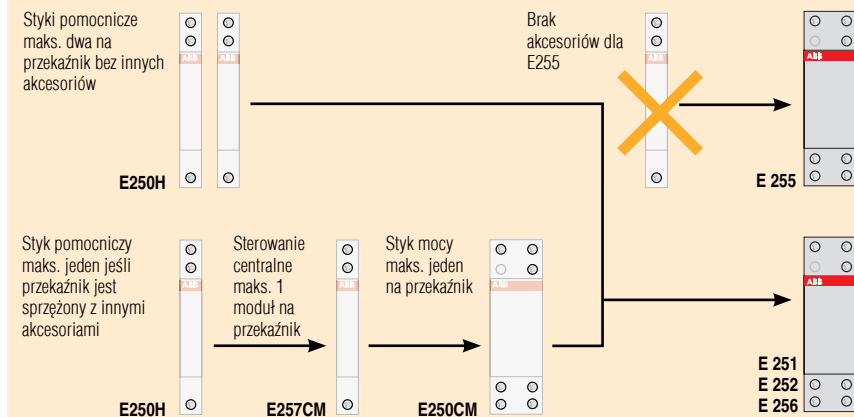 Styki pomocnicze
maks. dwa na
przekaźnik bez innych
akcesoriów
ABB
ABB
E250H
Brak
akcesoriów dla
E255
ABB
ABB
E 255
Styk pomocniczy
maks. jeden jeśli
przekaźnik jest
sprzężony z innymi
akcesoriami
ABB
E250H
Sterowanie
centralne
maks. 1
moduł na
przekaźnik
ABB
E257CM
Styk mocy
maks. jeden
na przekaźnik
ABB
E250CM
ABB
E 251
E 252
E 256